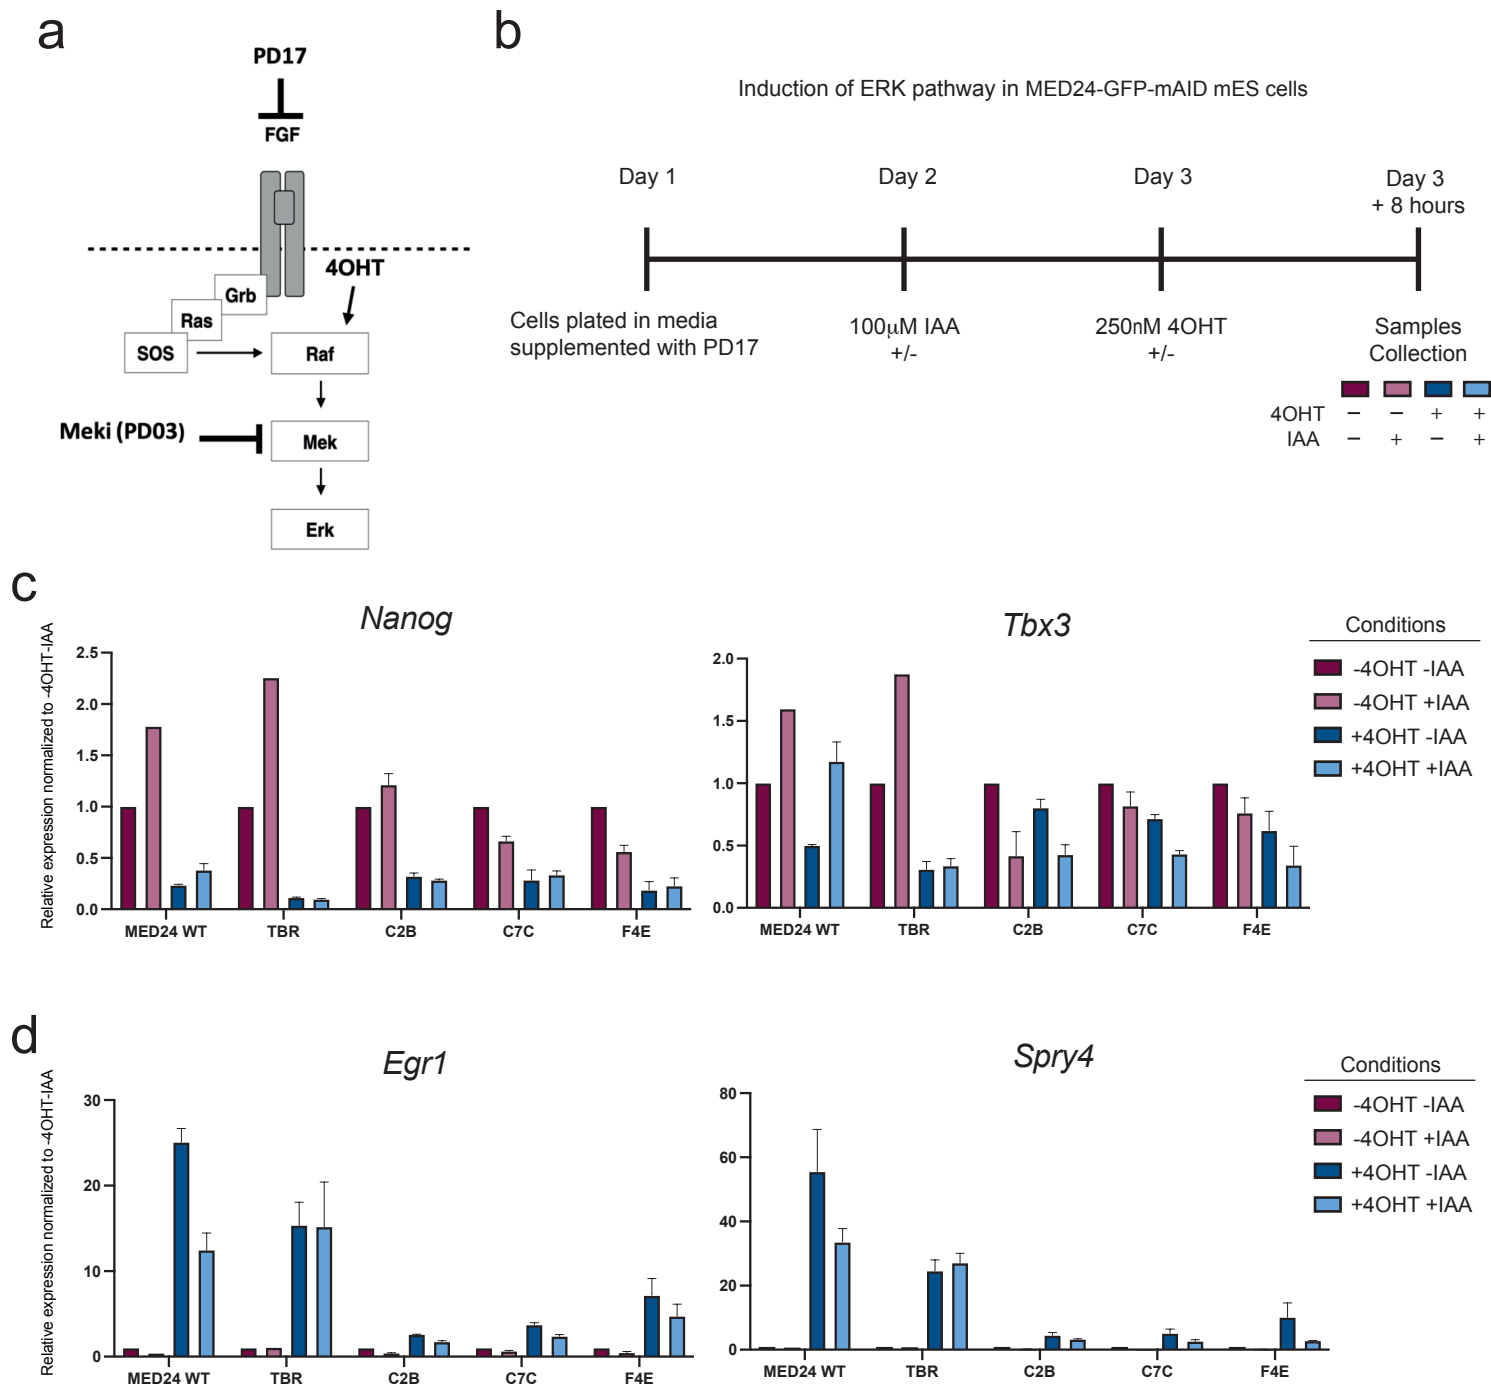 a
PD17
FGF
4OHT
Grb
Ras
SOS
Raf
Meki (PD03)
Mek
Erk
b
Induction of ERK pathway in MED24-GFP-mAID mES cells
Day 1
Day 2
Day 3
Day 3
+ 8 hours
Cells plated in media
supplemented with PD17
100μM IAA
+/-
250nM 4OHT
+/-
Samples
Collection
4OHT − − + +
IAA − + − +
c
Nanog
Relative expression normalized to -4OHT-IAA
2.5
2.0
1.5
1.0
0.5
0.0
MED24 WT TBR C2B C7C F4E
Tbx3
2.0
1.5
1.0
0.5
0.0
MED24 WT TBR C2B C7C F4E
Conditions
-4OHT -IAA
-4OHT +IAA
+4OHT -IAA
+4OHT +IAA
d
Egr1
Relative expression normalized to -4OHT-IAA
30
20
10
0
MED24 WT TBR C2B C7C F4E
Spry4
80
60
40
20
0
MED24 WT TBR C2B C7C F4E
Conditions
-4OHT -IAA
-4OHT +IAA
+4OHT -IAA
+4OHT +IAA